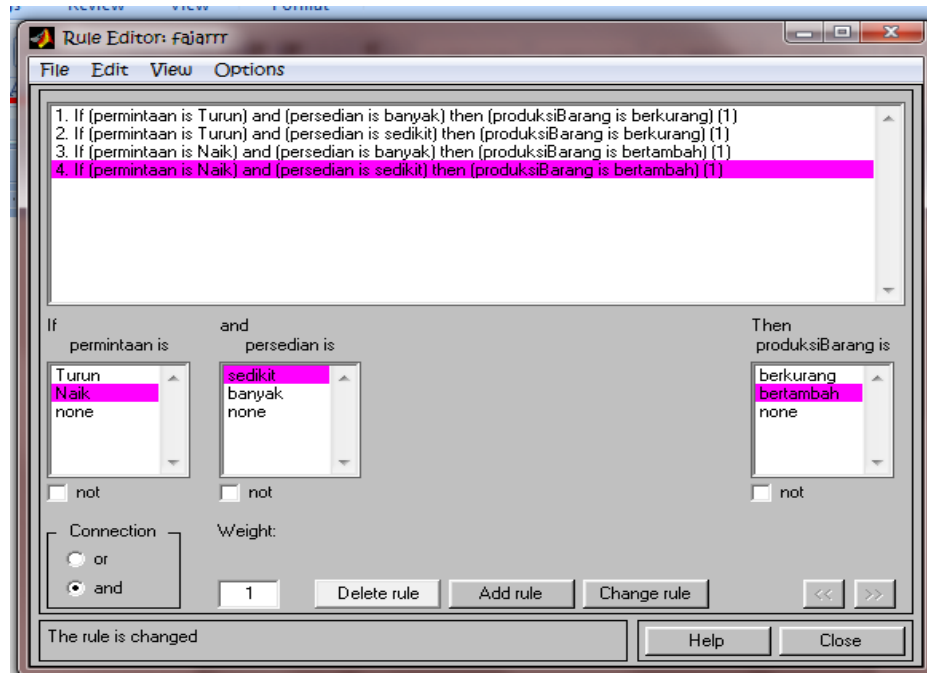 Review View Format
Rule Editor: fajarrr
File Edit View Options
1. If (permintaan is Turun) and (persedian is banyak) then (produksiBarang is berkurang) (1)
2. If (permintaan is Turun) and (persedian is sedikit) then (produksiBarang is berkurang) (1)
3. If (permintaan is Naik) and (persedian is banyak) then (produksiBarang is bertambah) (1)
4. If (permintaan is Naik) and (persedian is sedikit) then (produksiBarang is bertambah) (1)
If and Then
permintaan is persedian is produksiBarang is
Turun sedikit berkurang
Naik banyak bertambah
none none none
not not not
Connection Weight:
or
and 1 Delete rule Add rule Change rule << >>
The rule is changed Help Close